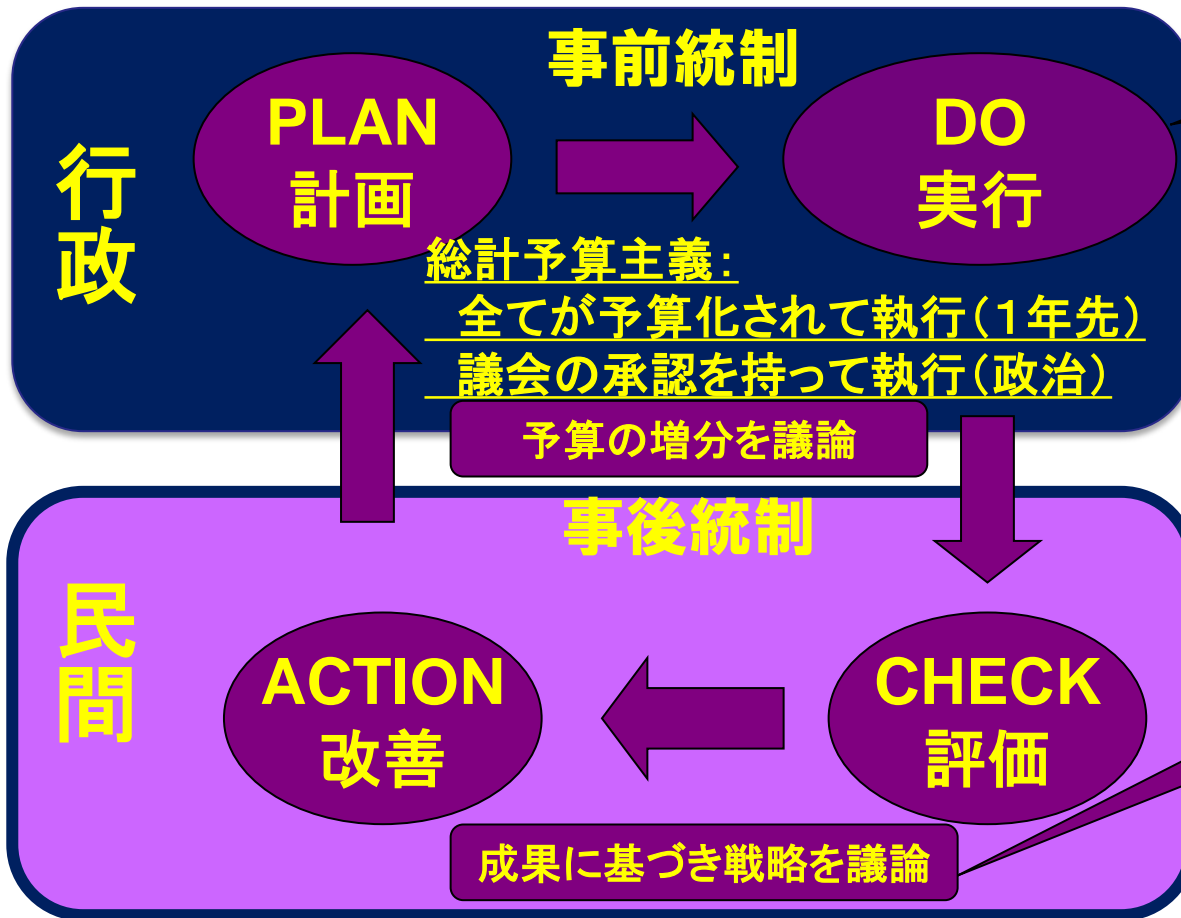 事前統制
PLAN
計画
DO
実行
行政
総計予算主義：
全てが予算化されて執行（１年先）
議会の承認を持って執行（政治）
予算の増分を議論
事後統制
民間
ACTION
改善
CHECK
評価
成果に基づき戦略を議論